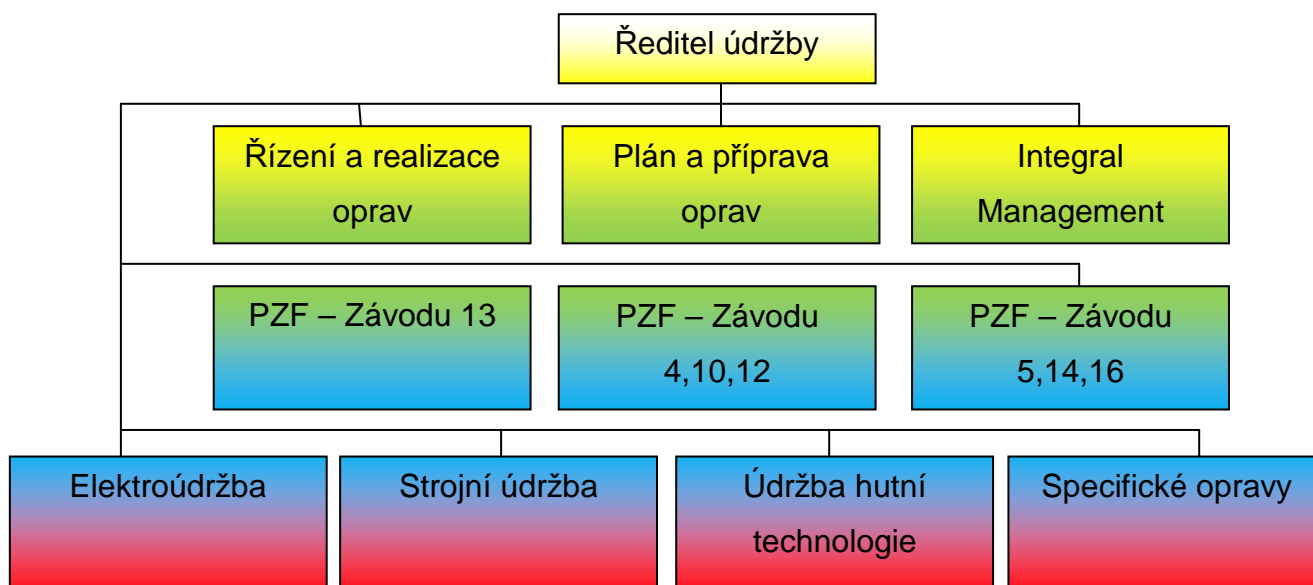 Ředitel údržby
Řízení a realizace
oprav
Plán a příprava
oprav
Integral
Management
PZF – Závodu 13
PZF – Závodu
4,10,12
PZF – Závodu
5,14,16
Elektroúdržba
Strojní údržba
Údržba hutní
technologie
Specifické opravy